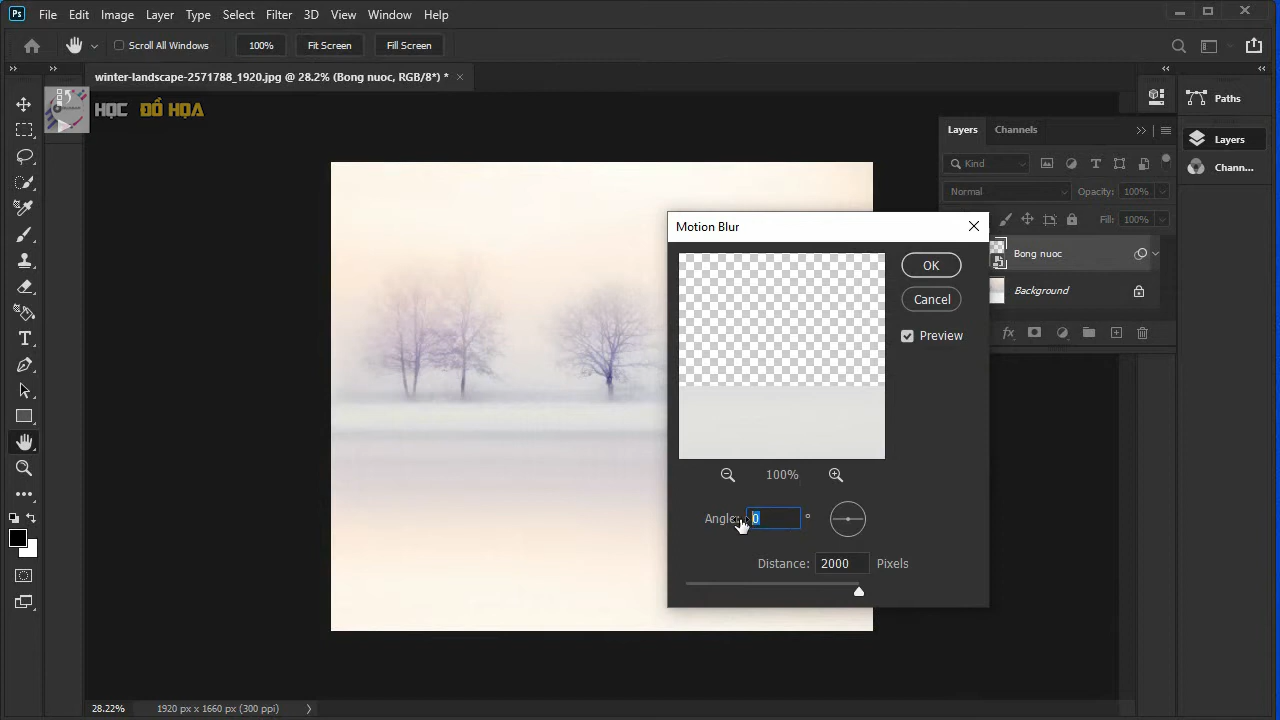 Ps File Edit Image Layer Type Select Filter 3D View Window Help
Scroll All Windows 100% Fit Screen Fill Screen
winter-landscape-2571788_1920.jpg @ 28.2% (Bong nuoc, RGB/8*) *
HỌC ĐỒ HỌA
Paths
Layers Channels
Layers
Kind
Chann...
Normal Opacity: 100%
Fill: 100%
Motion Blur
Bong nuoc
OK
Background
Cancel
Preview
fx
100%
Angle: 0 °
Distance: 2000 Pixels
28.22% 1920 px x 1660 px (300 ppi)